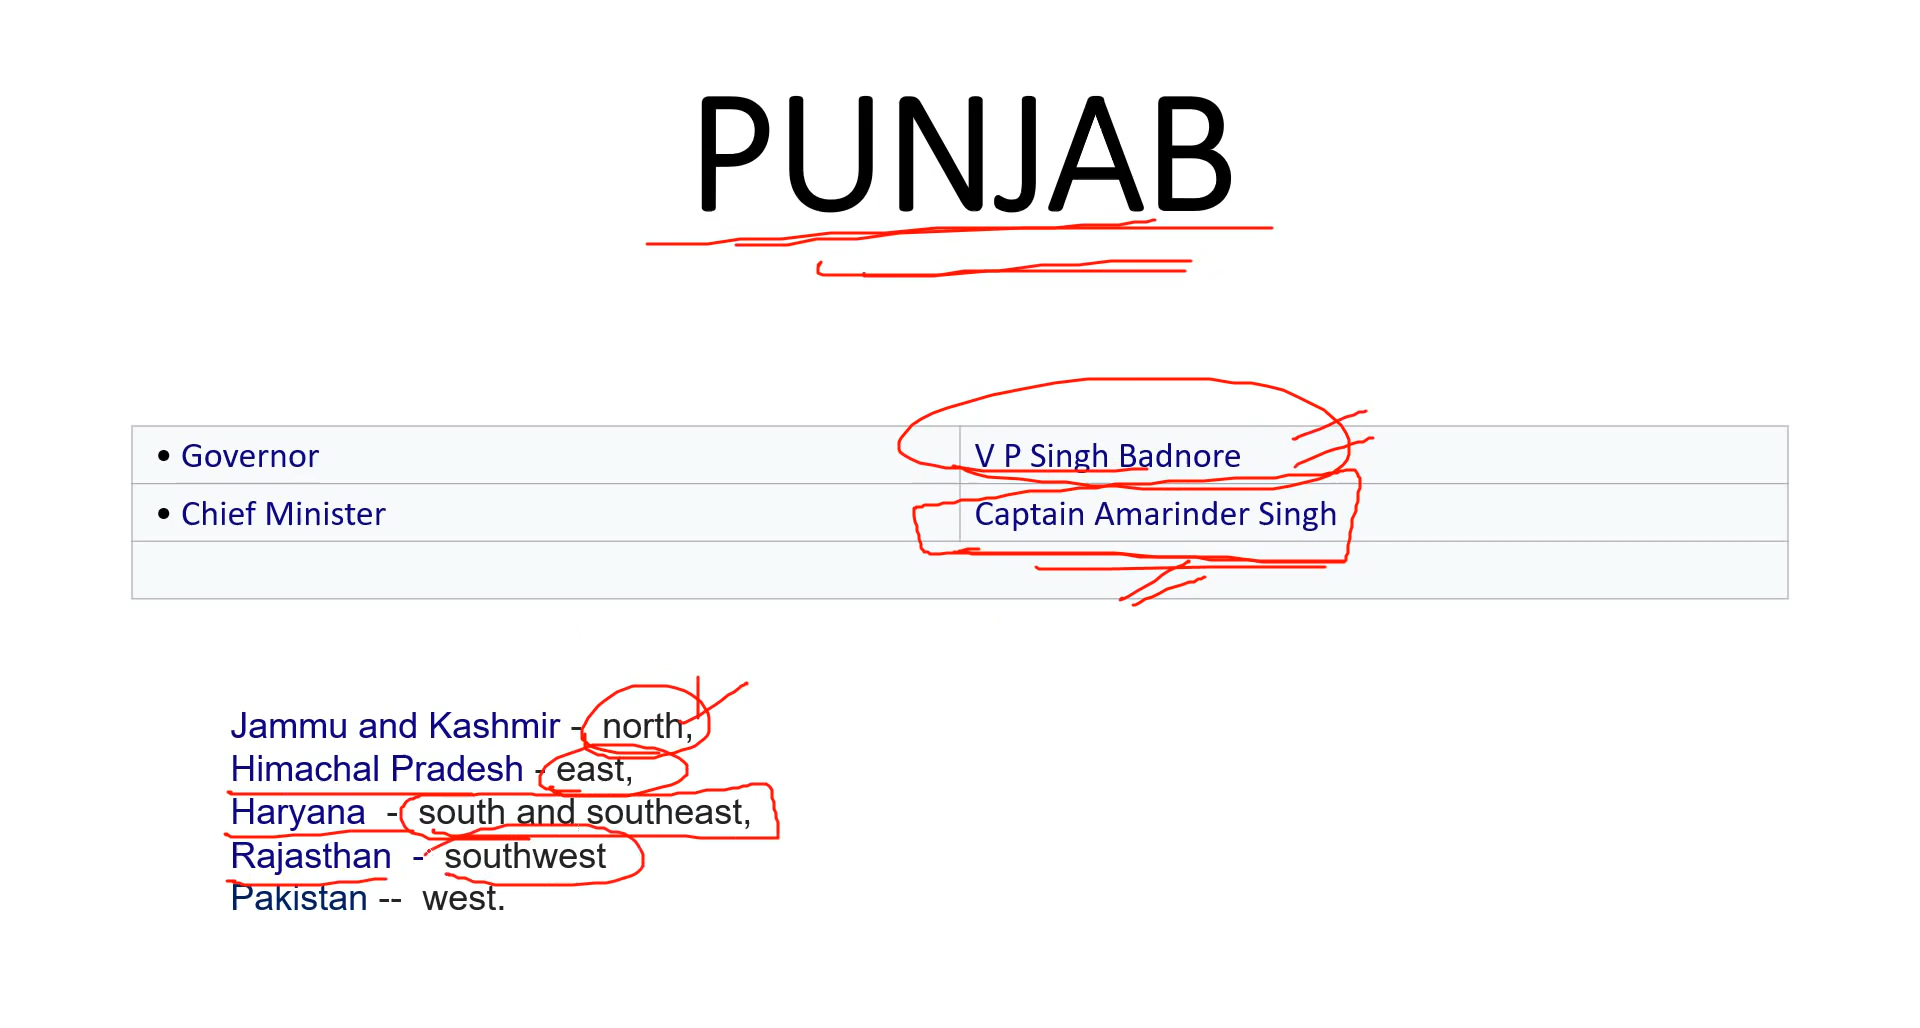 PUNJAB
• Governor V P Singh Badnore
• Chief Minister Captain Amarinder Singh
Jammu and Kashmir - north,
Himachal Pradesh - east,
Haryana - south and southeast,
Rajasthan - southwest
Pakistan -- west.